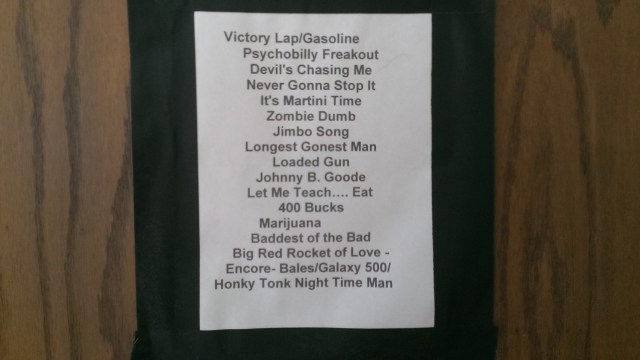 Victory Lap/Gasoline
Psychobilly Freakout
Devil's Chasing Me
Never Gonna Stop It
It's Martini Time
Zombie Dumb
Jimbo Song
Longest Gonest Man
Loaded Gun
Johnny B. Goode
Let Me Teach.... Eat
400 Bucks
Marijuana
Baddest of the Bad
Big Red Rocket of Love -
Encore- Bales/Galaxy 500/
Honky Tonk Night Time Man